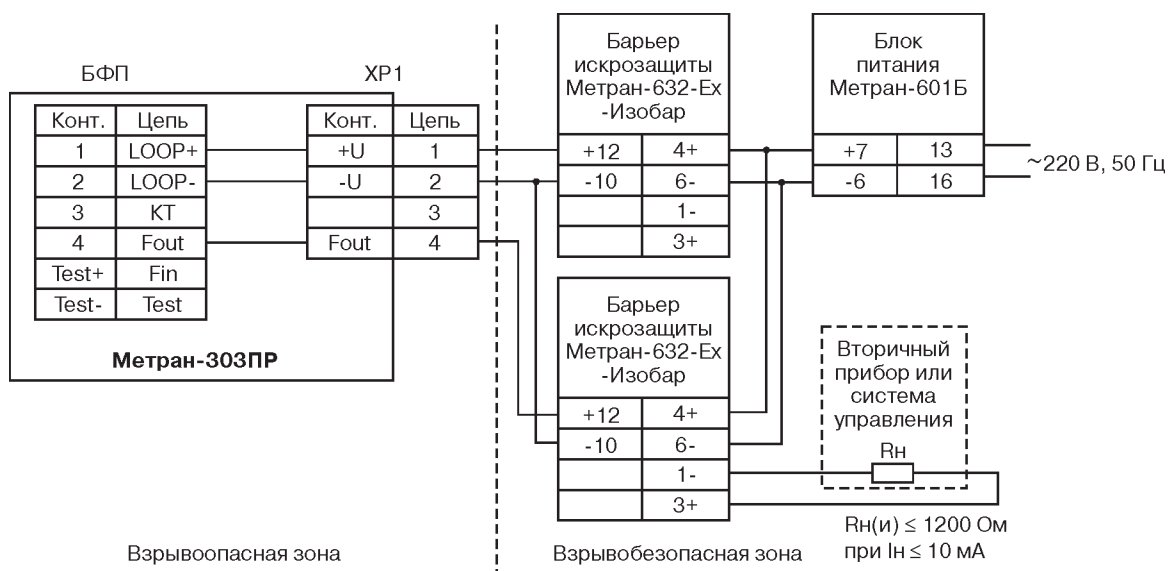 БФП
XP1
Конт. Цепь
1 LOOP+
2 LOOP-
3 КТ
4 Fout
Test+ Fin
Test- Test
Метран-303ПР
Конт. Цепь
+U 1
-U 2
3
Fout 4
Барьер
искрозащиты
Метран-632-Ex
-Изобар
+12 4+
-10 6-
1-
3+
Блок
питания
Метран-601Б
+7 13
-6 16
~220 В, 50 Гц
Барьер
искрозащиты
Метран-632-Ex
-Изобар
+12 4+
-10 6-
1-
3+
Вторичный
прибор или
система
управления
Rн
Rн(и) ≤ 1200 Ом
при Iн ≤ 10 мА
Взрывоопасная зона
Взрывобезопасная зона